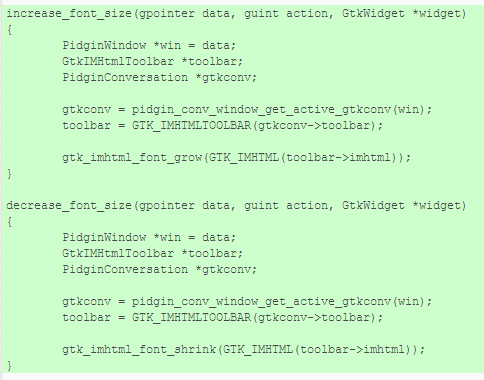 increase_font_size(gpointer data, guint action, GtkWidget *widget)
{
        PidginWindow *win = data;
        GtkIMHtmlToolbar *toolbar;
        PidginConversation *gtkconv;

        gtkconv = pidgin_conv_window_get_active_gtkconv(win);
        toolbar = GTK_IMHTMLTOOLBAR(gtkconv->toolbar);

        gtk_imhtml_font_grow(GTK_IMHTML(toolbar->imhtml));
}

decrease_font_size(gpointer data, guint action, GtkWidget *widget)
{
        PidginWindow *win = data;
        GtkIMHtmlToolbar *toolbar;
        PidginConversation *gtkconv;

        gtkconv = pidgin_conv_window_get_active_gtkconv(win);
        toolbar = GTK_IMHTMLTOOLBAR(gtkconv->toolbar);

        gtk_imhtml_font_shrink(GTK_IMHTML(toolbar->imhtml));
}